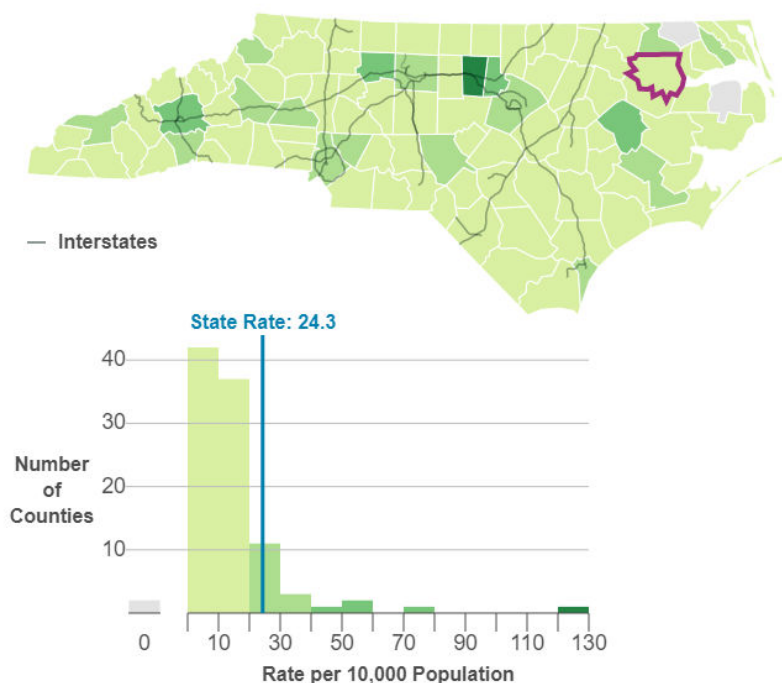 Interstates
State Rate: 24.3
40
30
20
10
Number
of
Counties
0 10 30 50 70 90 110 130
Rate per 10,000 Population